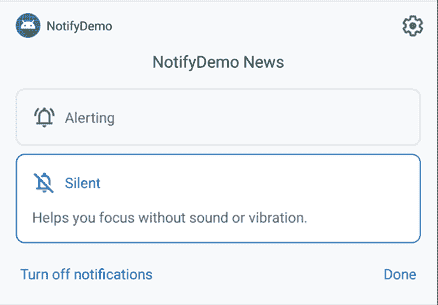 NotifyDemo
NotifyDemo News
Alerting
Silent
Helps you focus without sound or vibration.
Turn off notifications
Done